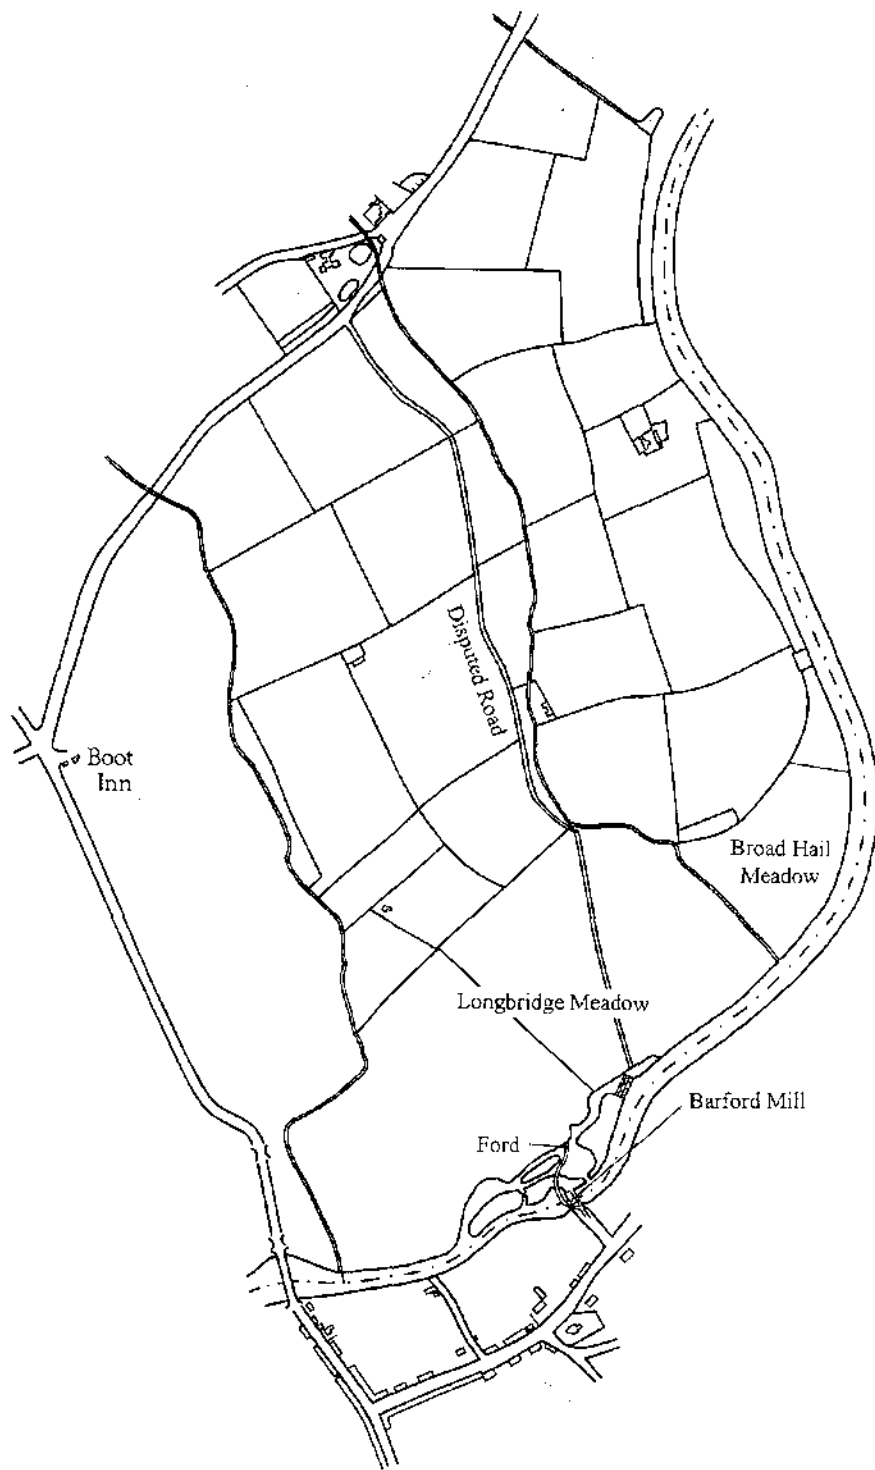 Disputed Road
Boot
Inn
Broad Hail
Meadow
Longbridge Meadow
Barford Mill
Ford